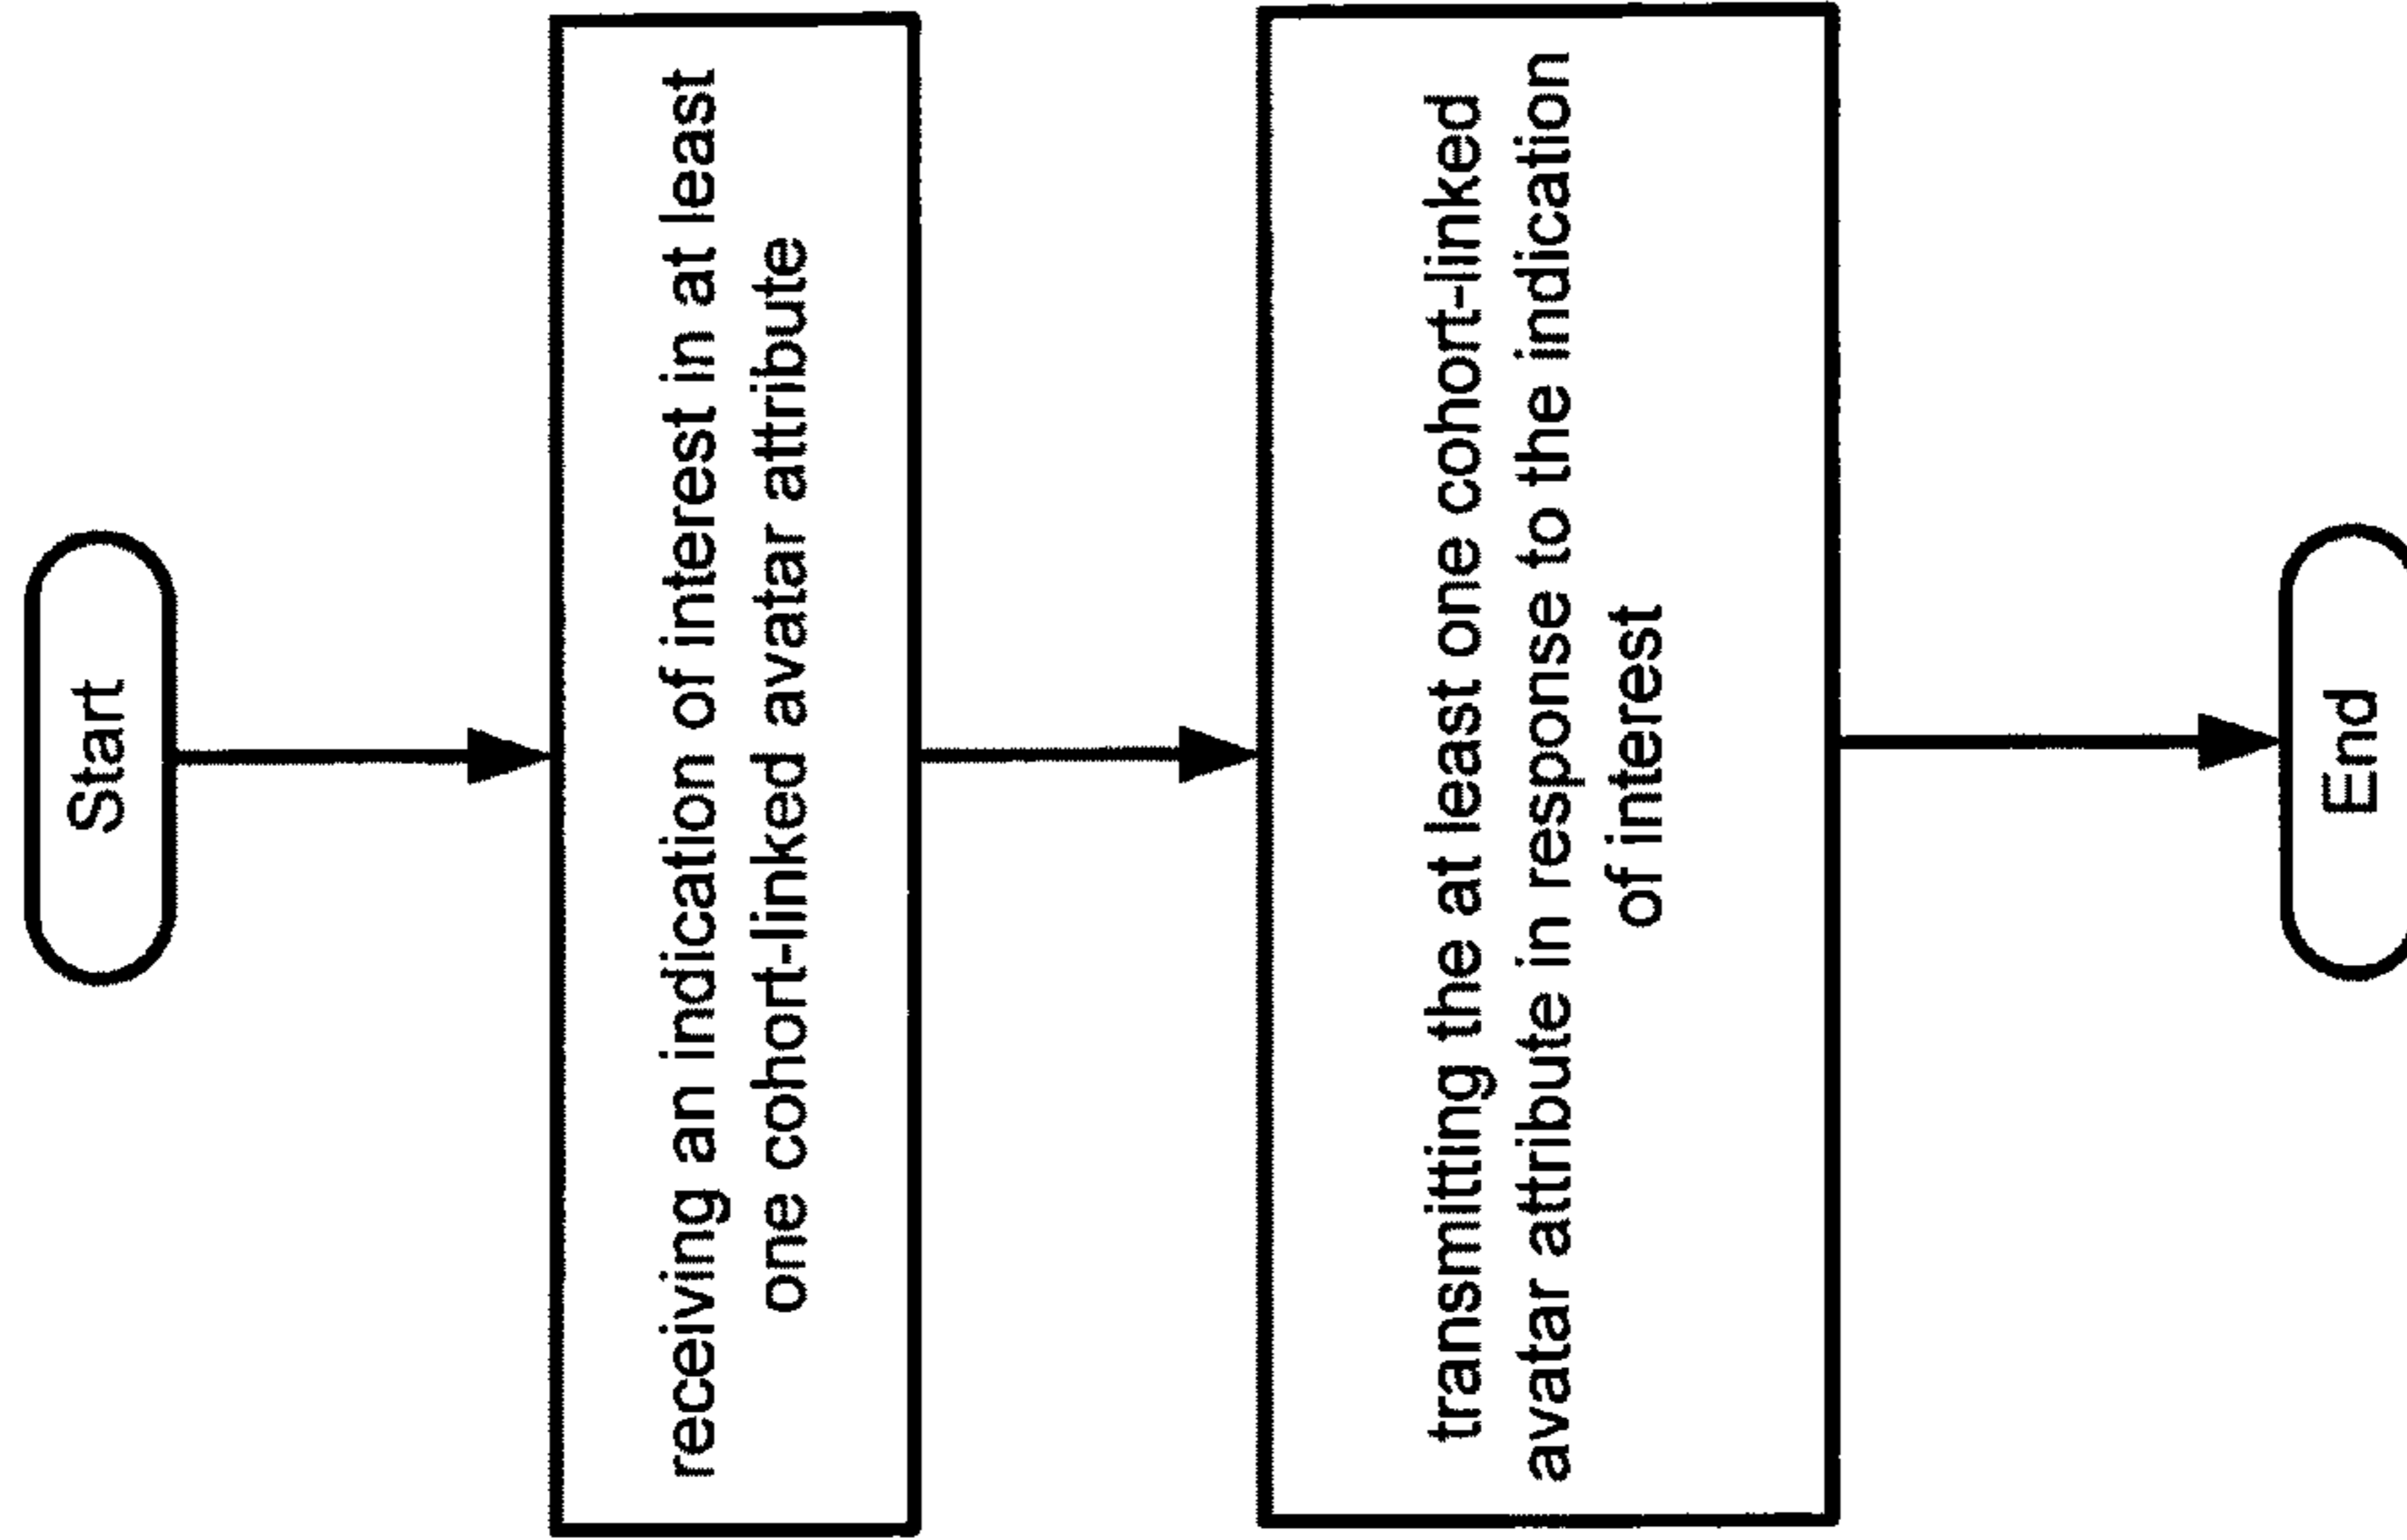 Start
receiving an indication of interest in at least
one cohort-linked avatar attribute
transmitting the at least one cohort-linked
avatar attribute in response to the indication
of interest
End